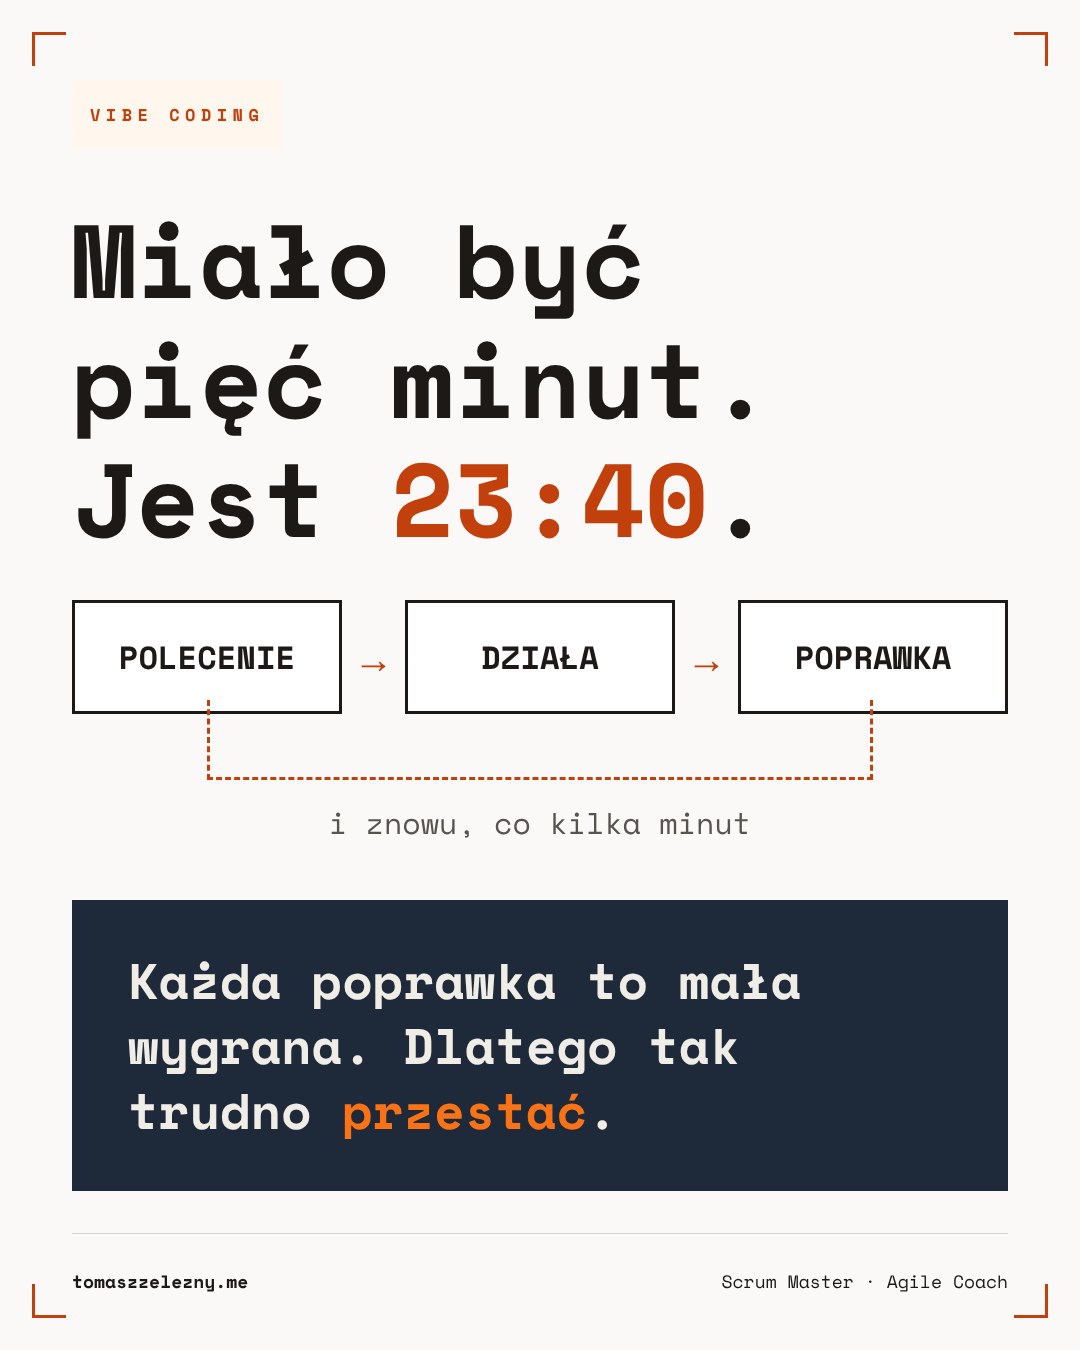 VIBE CODING
Miało być
pięć minut.
Jest 23:40.
POLECENIE → DZIAŁA → POPRAWKA
i znowu, co kilka minut
Każda poprawka to mała
wygrana. Dlatego tak
trudno przestać.
tomaszzelezny.me
Scrum Master · Agile Coach